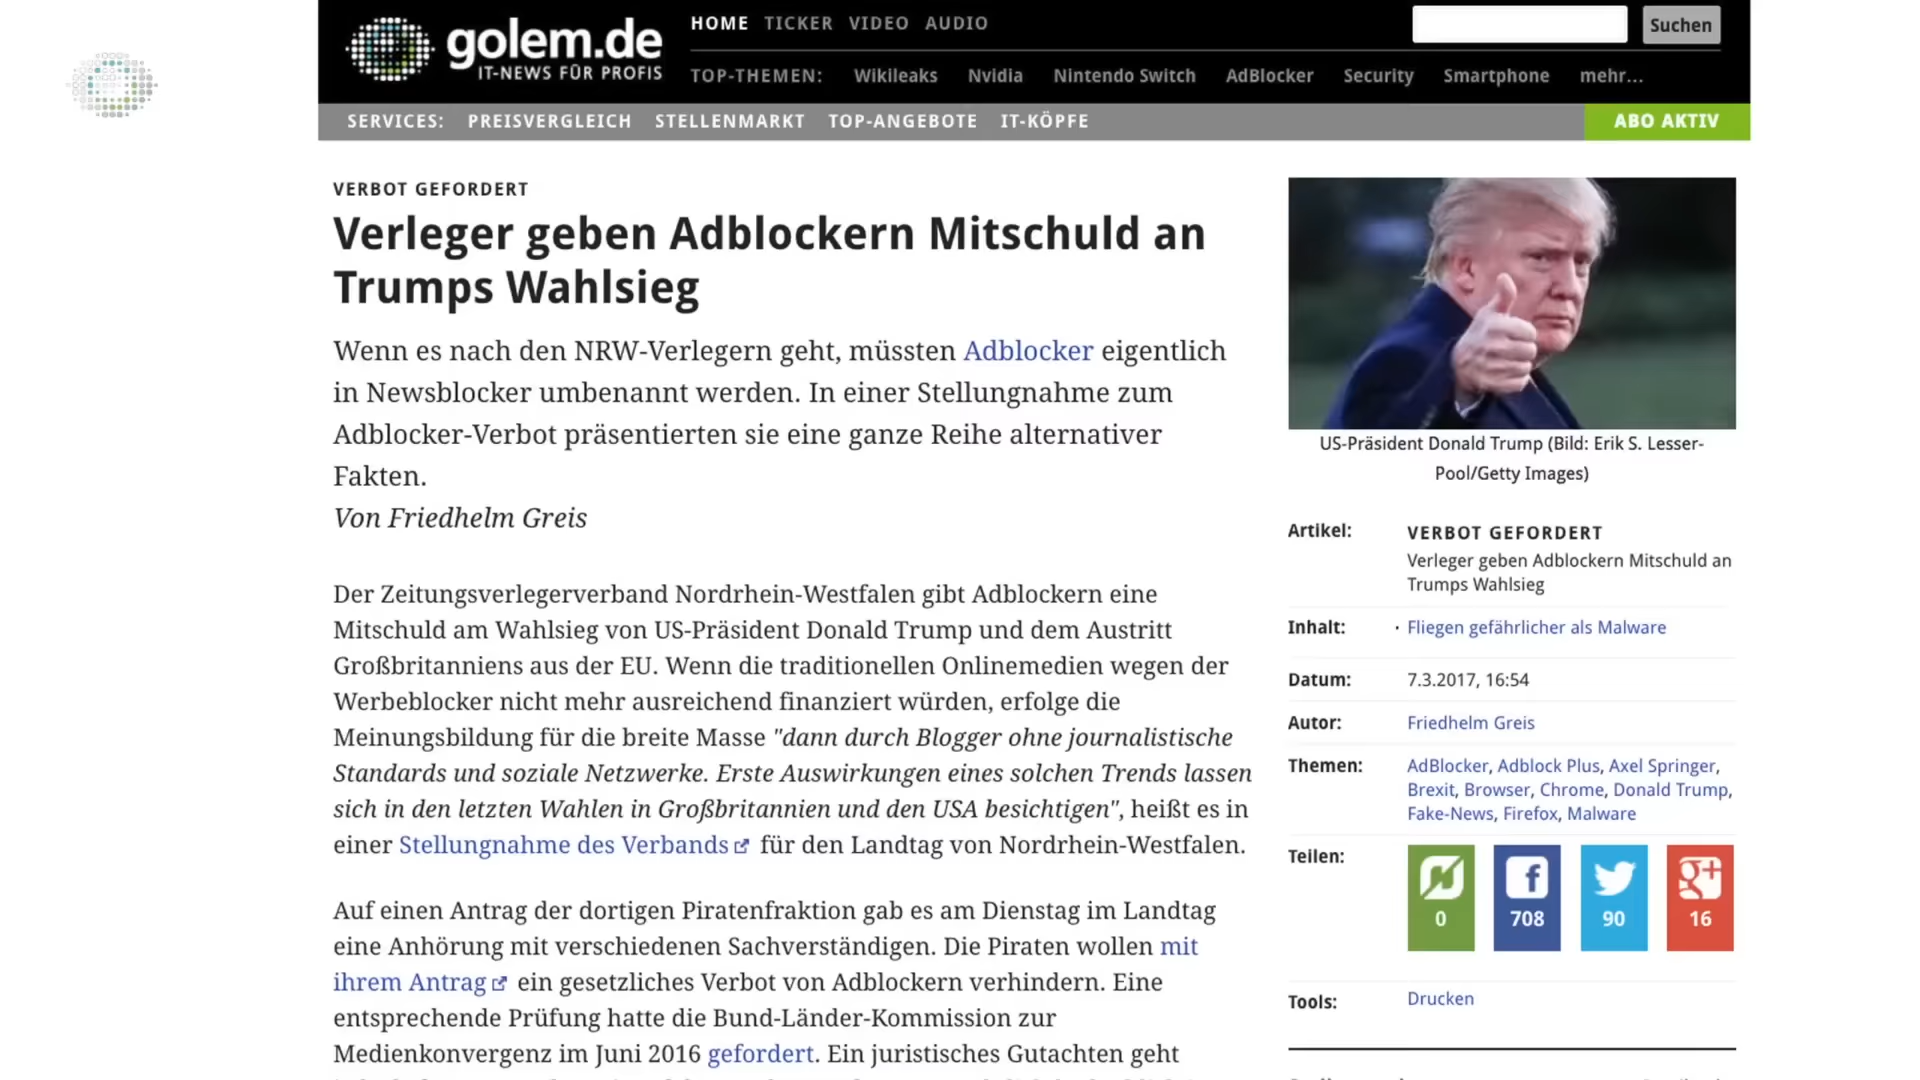 golem.de
IT-NEWS FÜR PROFIS
HOME TICKER VIDEO AUDIO
Suchen
TOP-THEMEN: Wikileaks Nvidia Nintendo Switch AdBlocker Security Smartphone mehr...
SERVICES: PREISVERGLEICH STELLENMARKT TOP-ANGEBOTE IT-KÖPFE
ABO AKTIV
VERBOT GEFORDERT
Verleger geben Adblockern Mitschuld an
Trumps Wahlsieg
Wenn es nach den NRW-Verlegern geht, müssten Adblocker eigentlich
in Newsblocker umbenannt werden. In einer Stellungnahme zum
Adblocker-Verbot präsentierten sie eine ganze Reihe alternativer
Fakten.
Von Friedhelm Greis
Der Zeitungsverlegerverband Nordrhein-Westfalen gibt Adblockern eine
Mitschuld am Wahlsieg von US-Präsident Donald Trump und dem Austritt
Großbritanniens aus der EU. Wenn die traditionellen Onlinemedien wegen der
Werbeblocker nicht mehr ausreichend finanziert würden, erfolge die
Meinungsbildung für die breite Masse "dann durch Blogger ohne journalistische
Standards und soziale Netzwerke. Erste Auswirkungen eines solchen Trends lassen
sich in den letzten Wahlen in Großbritannien und den USA besichtigen", heißt es in
einer Stellungnahme des Verbands für den Landtag von Nordrhein-Westfalen.
Auf einen Antrag der dortigen Piratenfraktion gab es am Dienstag im Landtag
eine Anhörung mit verschiedenen Sachverständigen. Die Piraten wollen mit
ihrem Antrag ein gesetzliches Verbot von Adblockern verhindern. Eine
entsprechende Prüfung hatte die Bund-Länder-Kommission zur
Medienkonvergenz im Juni 2016 gefordert. Ein juristisches Gutachten geht
US-Präsident Donald Trump (Bild: Erik S. Lesser-
Pool/Getty Images)
Artikel: VERBOT GEFORDERT
Verleger geben Adblockern Mitschuld an
Trumps Wahlsieg
Inhalt: · Fliegen gefährlicher als Malware
Datum: 7.3.2017, 16:54
Autor: Friedhelm Greis
Themen: AdBlocker, Adblock Plus, Axel Springer,
Brexit, Browser, Chrome, Donald Trump,
Fake-News, Firefox, Malware
Teilen:
0 708 90 16
Tools: Drucken